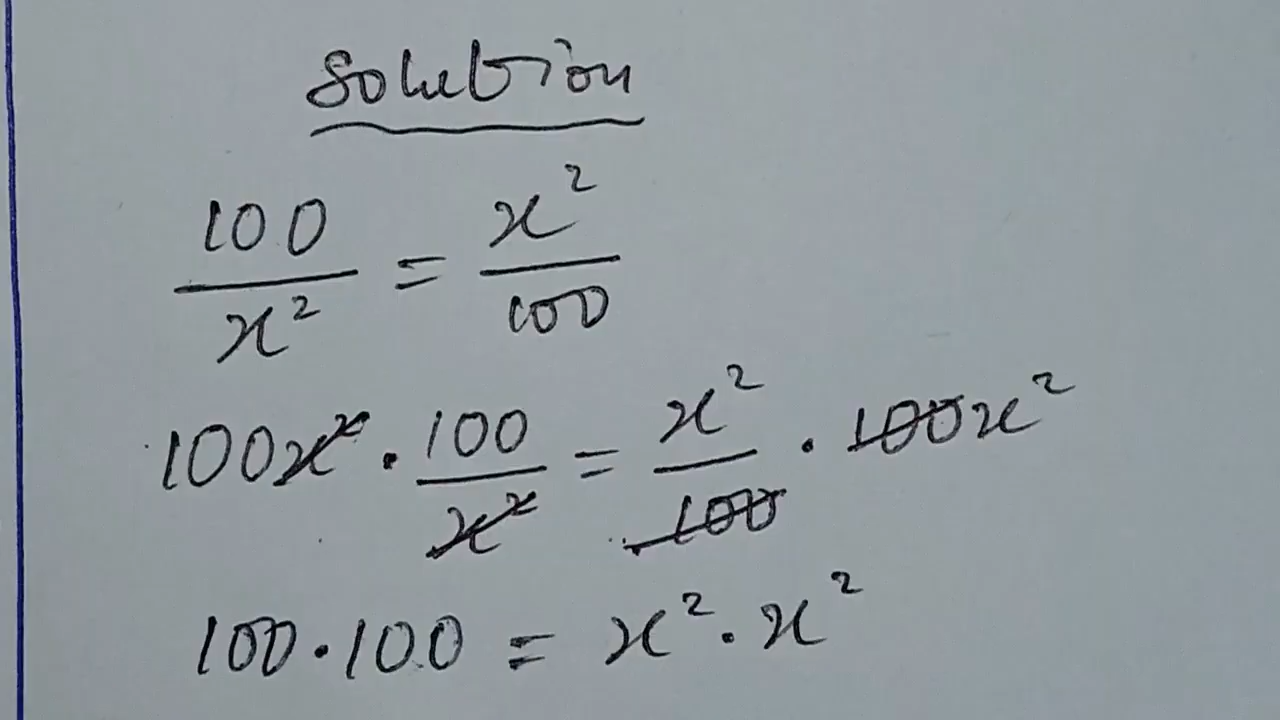 Solution
100/x² = x²/100
100x² · 100/x² = x²/100 · 100x²
100 · 100 = x² · x²